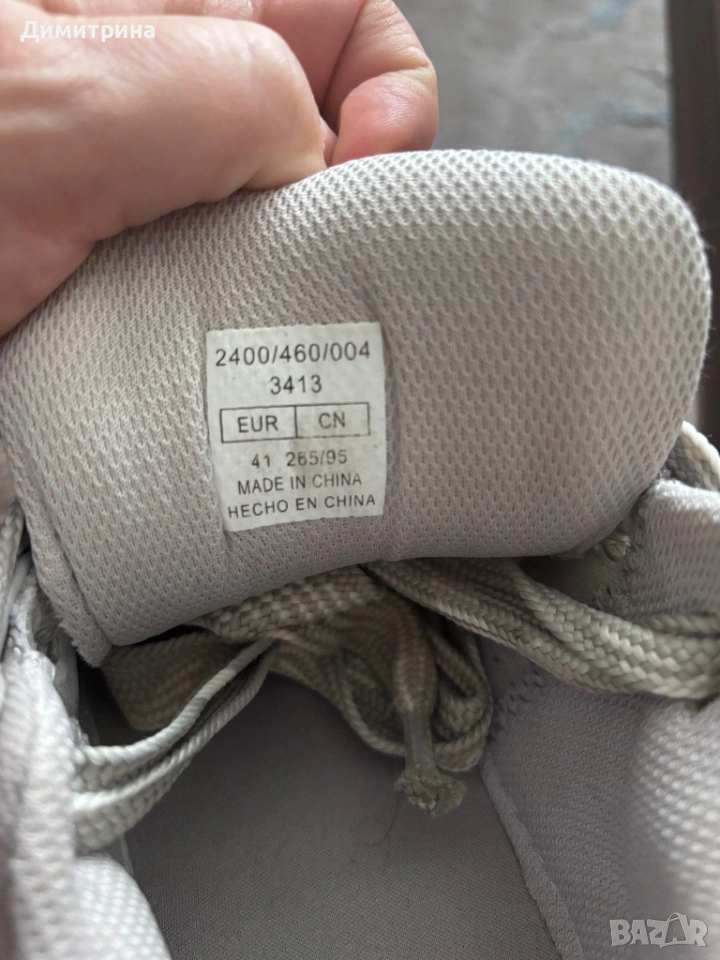 Димитрина
2400/460/004
3413
EUR CN
41 265/95
MADE IN CHINA
HECHO EN CHINA
BAZAR